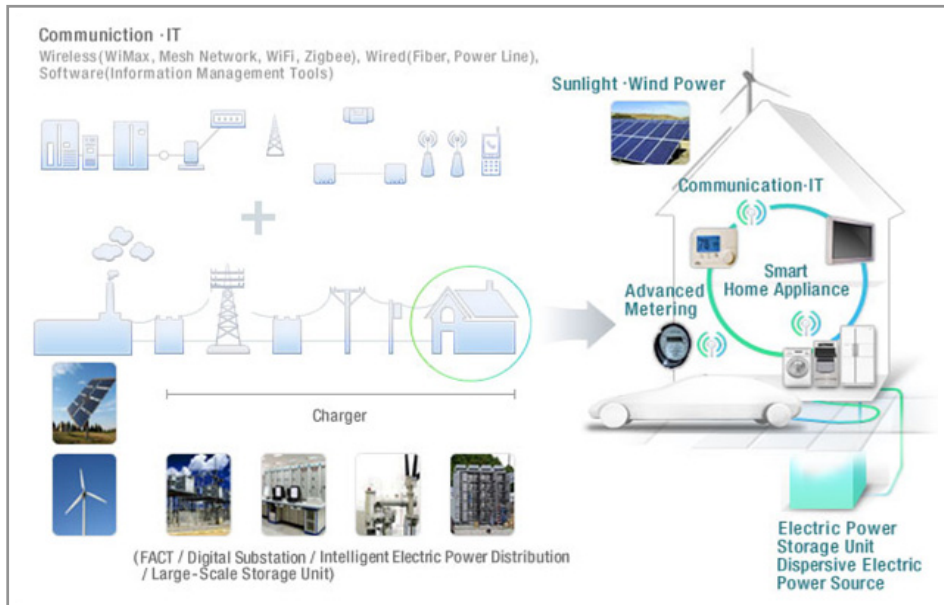 Communiction · IT
Wireless(WiMax, Mesh Network, WiFi, Zigbee), Wired(Fiber, Power Line),
Software(Information Management Tools)
Sunlight · Wind Power
Communication·IT
Smart
Home Appliance
Advanced
Metering
Charger
(FACT / Digital Substation / Intelligent Electric Power Distribution
/ Large-Scale Storage Unit)
Electric Power
Storage Unit
Dispersive Electric
Power Source